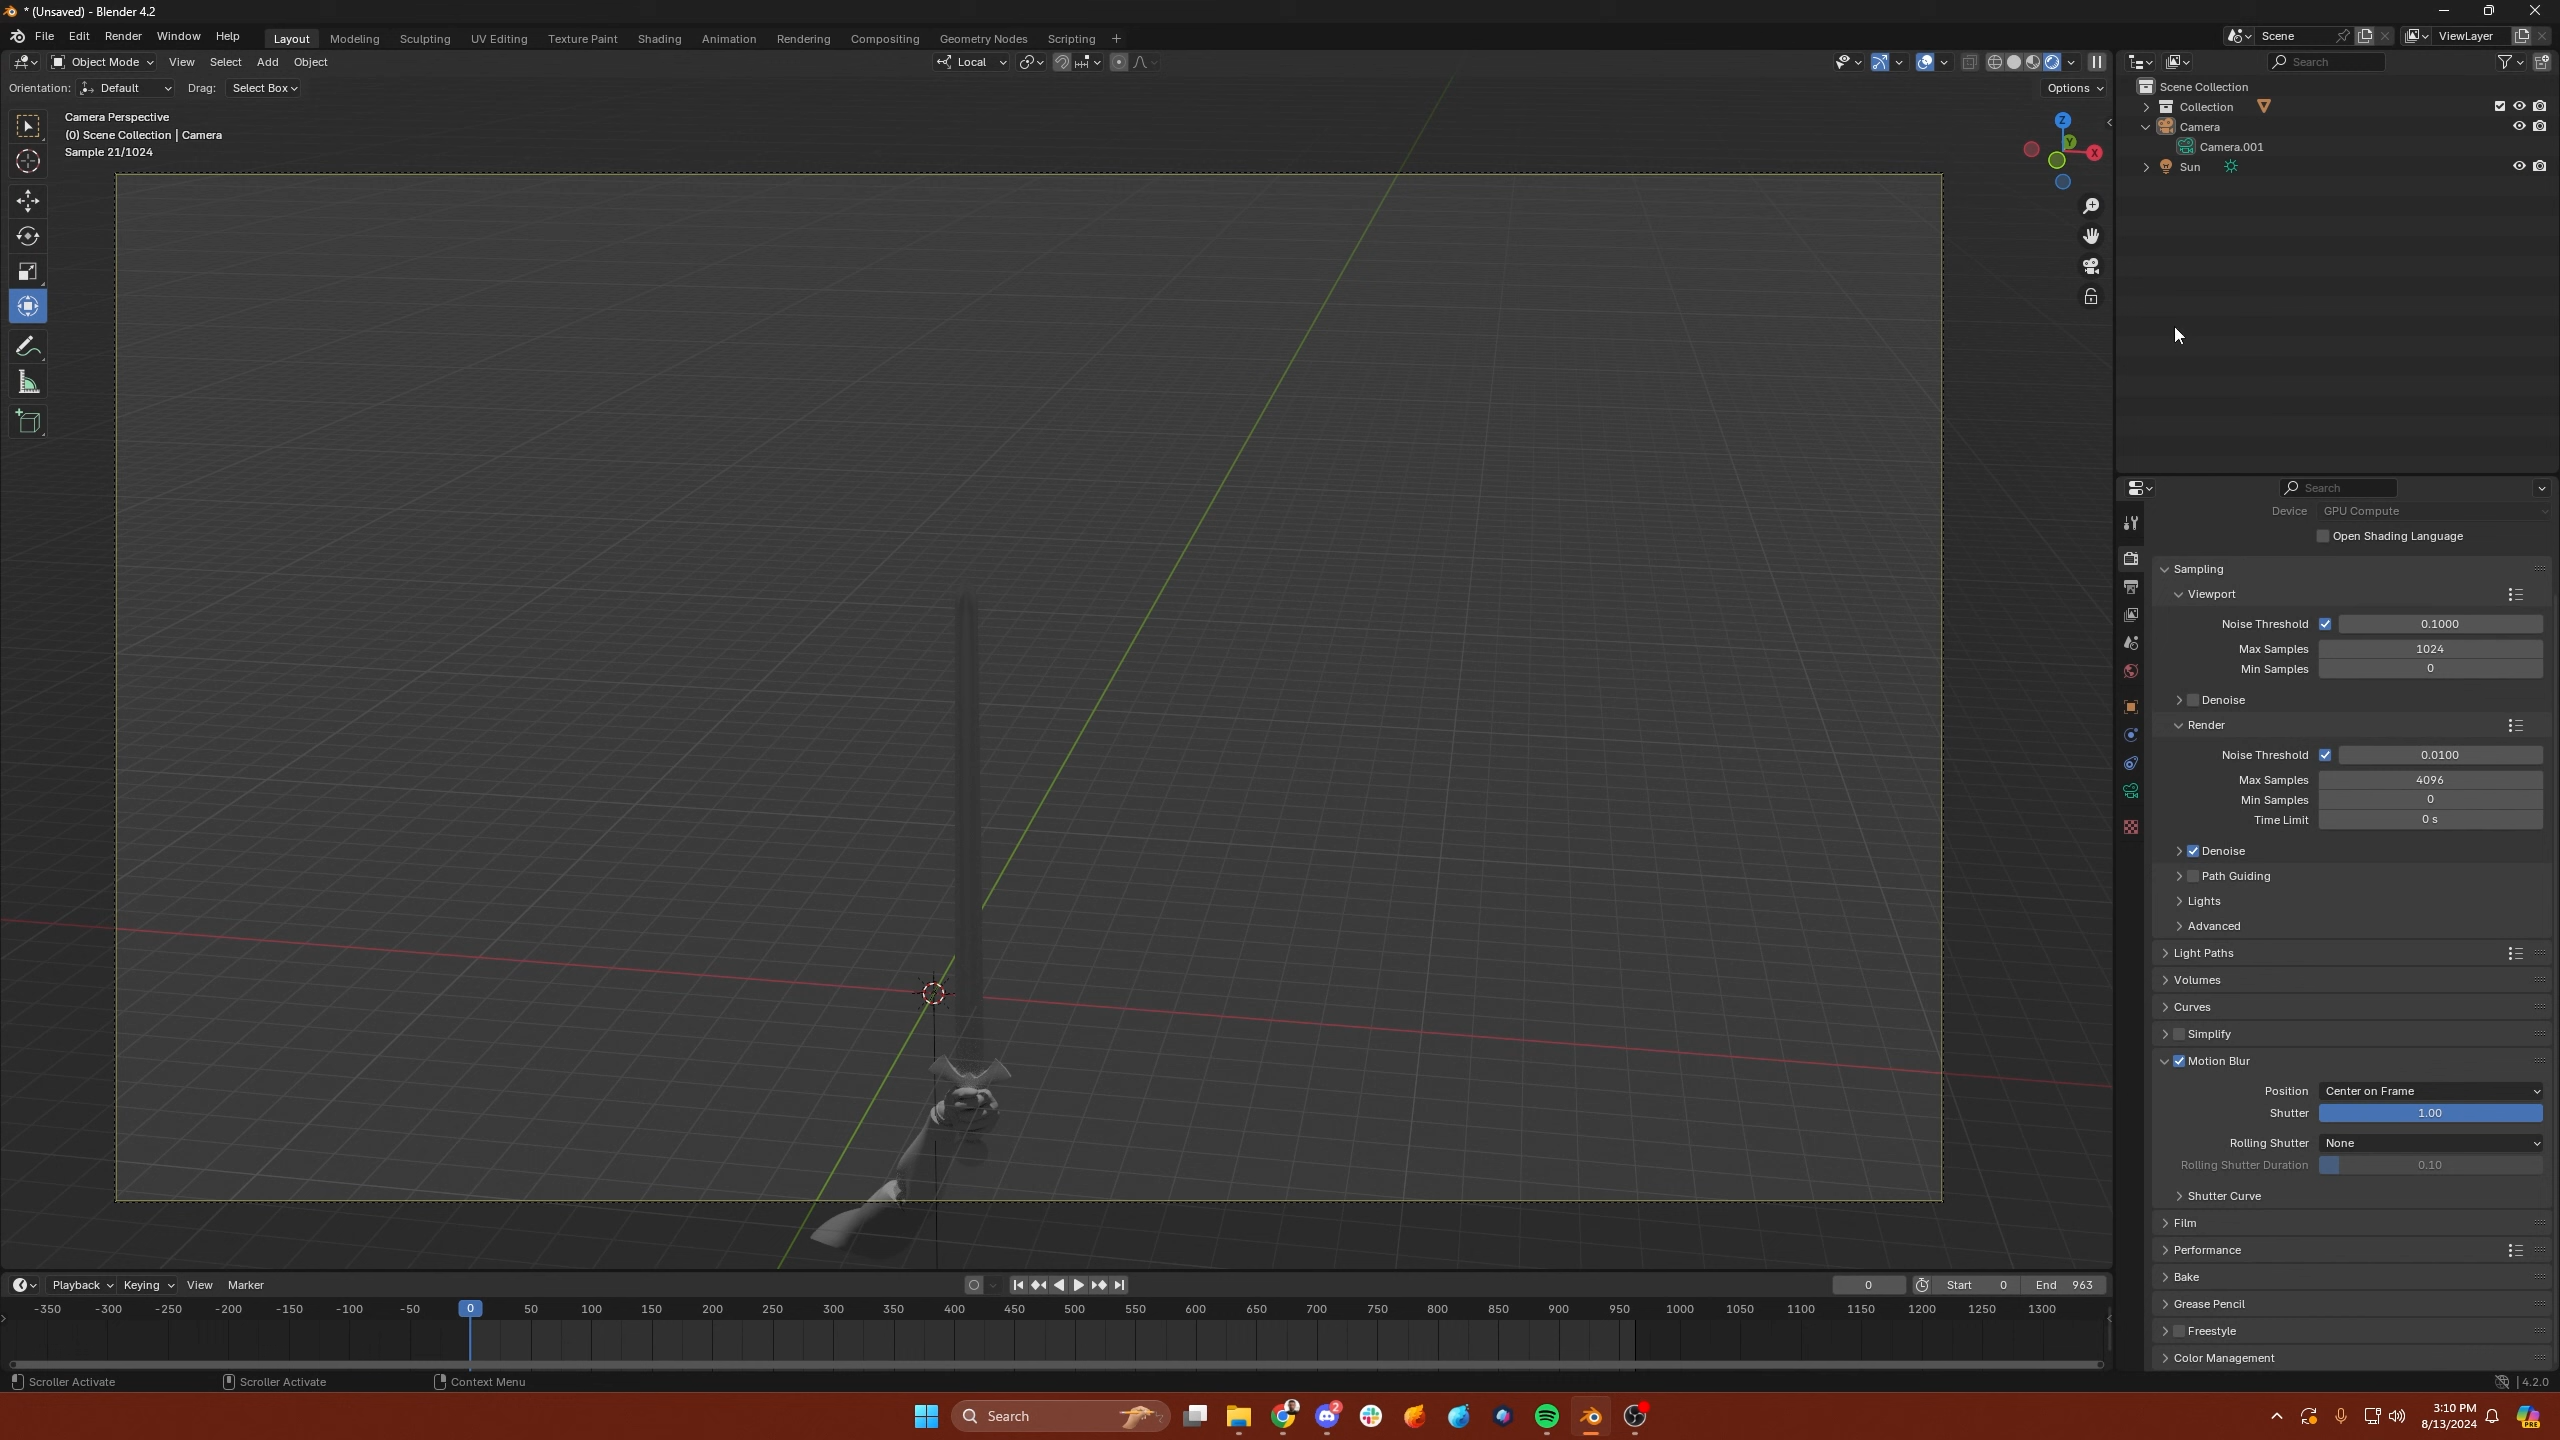 * (Unsaved) - Blender 4.2
File Edit Render Window Help Layout Modeling Sculpting UV Editing Texture Paint Shading Animation Rendering Compositing Geometry Nodes Scripting + Scene ViewLayer
Object Mode View Select Add Object Local Search
Orientation: Default Drag: Select Box Options
Camera Perspective
(0) Scene Collection | Camera
Sample 21/1024
Z
Y
X
Scene Collection
Collection
Camera
Camera.001
Sun
Search
Device GPU Compute
Open Shading Language
Sampling
Viewport
Noise Threshold 0.1000
Max Samples 1024
Min Samples 0
Denoise
Render
Noise Threshold 0.0100
Max Samples 4096
Min Samples 0
Time Limit 0 s
Denoise
Path Guiding
Lights
Advanced
Light Paths
Volumes
Curves
Simplify
Motion Blur
Position Center on Frame
Shutter 1.00
Rolling Shutter None
Rolling Shutter Duration 0.10
Shutter Curve
Film
Performance
Bake
Grease Pencil
Freestyle
Color Management
Playback Keying View Marker 0 Start 0 End 963
-350 -300 -250 -200 -150 -100 -50 0 50 100 150 200 250 300 350 400 450 500 550 600 650 700 750 800 850 900 950 1000 1050 1100 1150 1200 1250 1300
Scroller Activate Scroller Activate Context Menu 4.2.0
Search 2 3:10 PM
8/13/2024
PRE